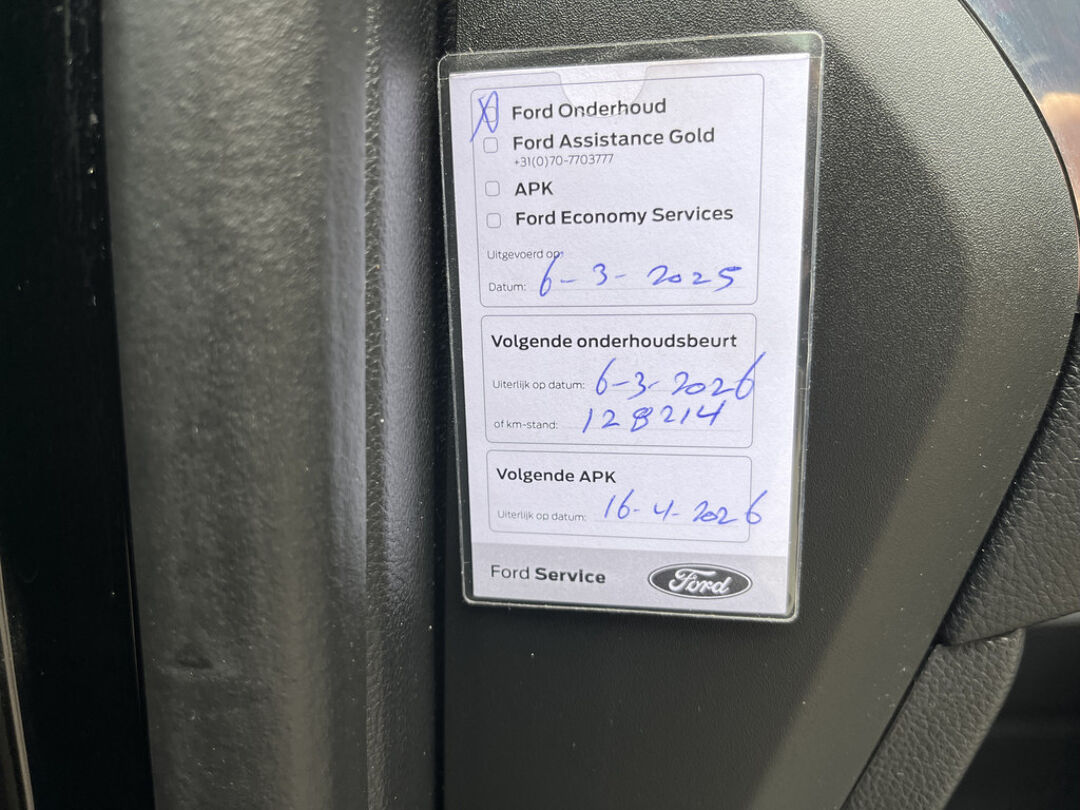 Ford Onderhoud
Ford Assistance Gold
+31(0)70-7703777
APK
Ford Economy Services
Uitgevoerd op:
Datum: 6-3-2025
Volgende onderhoudsbeurt
Uiterlijk op datum: 6-3-2026
of km-stand: 128214
Volgende APK
Uiterlijk op datum: 16-4-2026
Ford Service
Ford